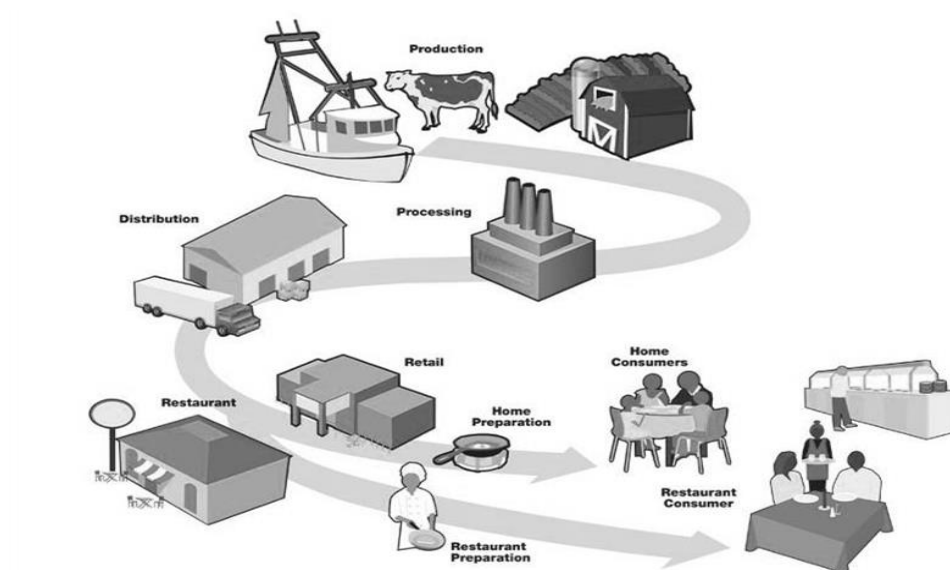 Production
Distribution
Processing
Retail
Home
Consumers
Restaurant
Home
Preparation
Restaurant
Consumer
Restaurant
Preparation